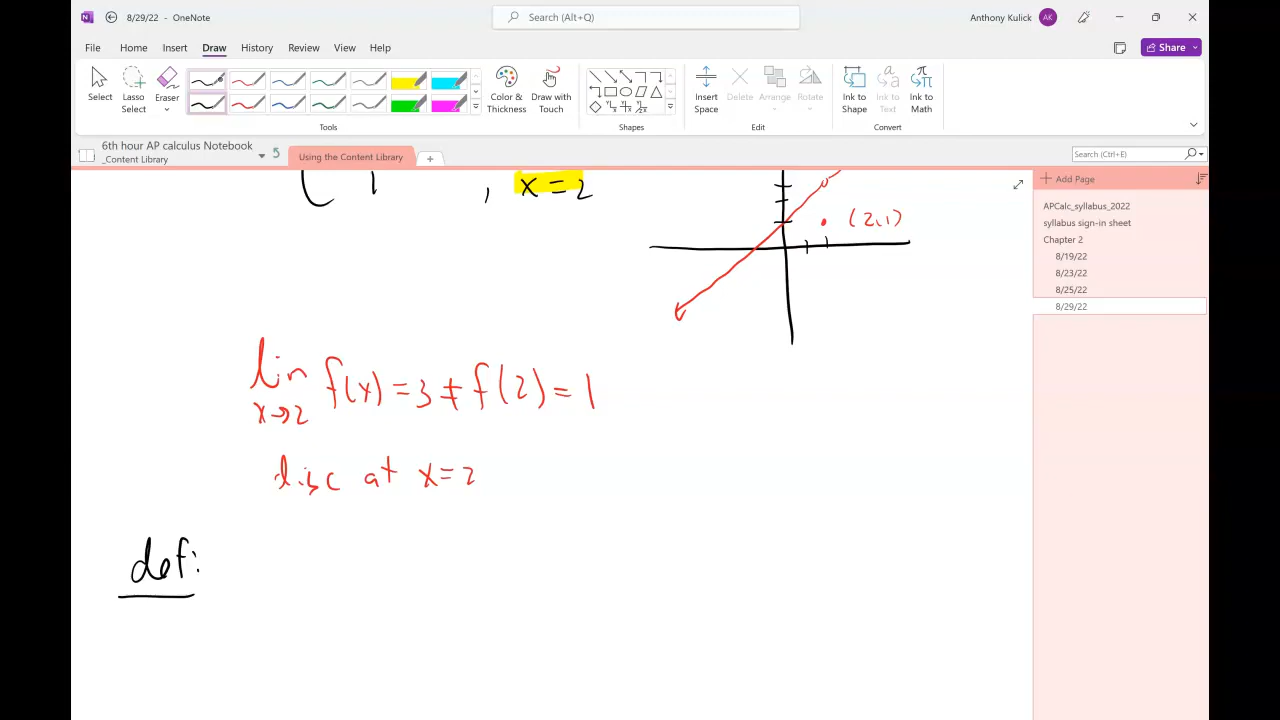 8/29/22 - OneNote
Search (Alt+Q)
Anthony Kulick
AK
File Home Insert Draw History Review View Help
Share
Select
Lasso Select
Eraser
Color & Thickness
Draw with Touch
Insert Space
Delete
Arrange
Rotate
Ink to Shape
Ink to Text
Ink to Math
Tools
Shapes
Edit
Convert
6th hour AP calculus Notebook
_Content Library
Using the Content Library
Search (Ctrl+E)
Add Page
APCalc_syllabus_2022
syllabus sign-in sheet
Chapter 2
8/19/22
8/23/22
8/25/22
8/29/22
1 , x=2
(2,1)
lim f(x) = 3 ≠ f(2) = 1
x→2
disc at x=2
def: